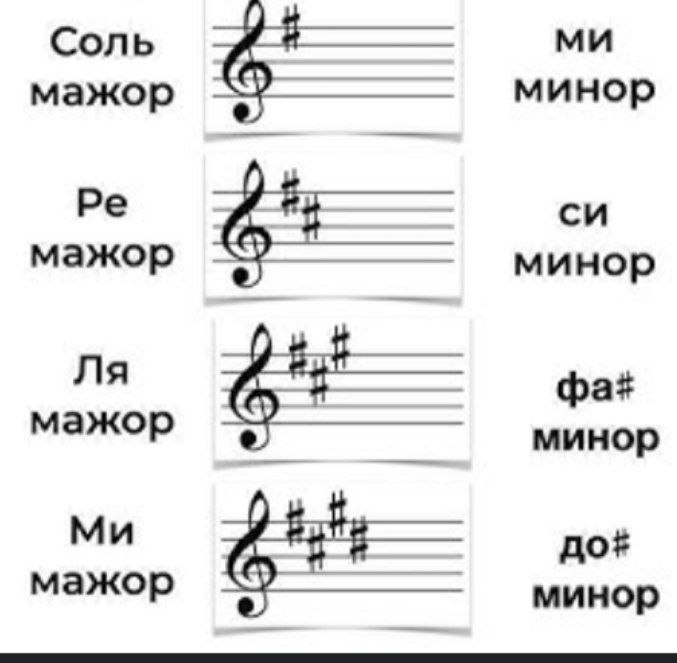 Соль
мажор
ми
минор
Ре
мажор
си
минор
Ля
мажор
фа♯
минор
Ми
мажор
до♯
минор